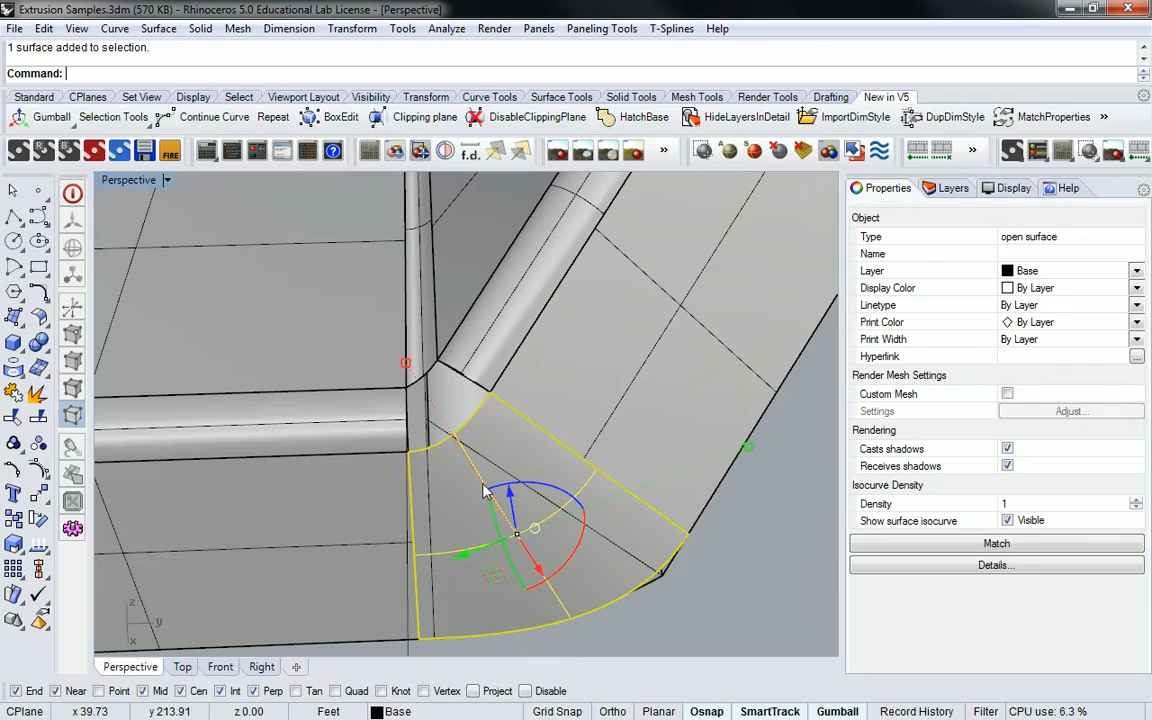 Extrusion Samples.3dm (570 KB) - Rhinoceros 5.0 Educational Lab License - [Perspective]
File Edit View Curve Surface Solid Mesh Dimension Transform Tools Analyze Render Panels Paneling Tools T-Splines Help
1 surface added to selection.
Command:
Standard CPlanes Set View Display Select Viewport Layout Visibility Transform Curve Tools Surface Tools Solid Tools Mesh Tools Render Tools Drafting New in V5
Gumball Selection Tools Continue Curve Repeat BoxEdit Clipping plane DisableClippingPlane HatchBase HideLayersInDetail ImportDimStyle DupDimStyle MatchProperties »
FIRE f.d. » »
Perspective
Properties Layers Display Help
Object
Type open surface
Name
Layer Base
Display Color By Layer
Linetype By Layer
Print Color By Layer
Print Width By Layer
Hyperlink ...
Render Mesh Settings
Custom Mesh
Settings Adjust...
Rendering
Casts shadows
Receives shadows
Isocurve Density
Density 1
Show surface isocurve Visible
Match
Details...
z
y
x
Perspective Top Front Right
End Near Point Mid Cen Int Perp Tan Quad Knot Vertex Project Disable
CPlane x 39.73 y 213.91 z 0.00 Feet Base Grid Snap Ortho Planar Osnap SmartTrack Gumball Record History Filter CPU use: 6.3 %